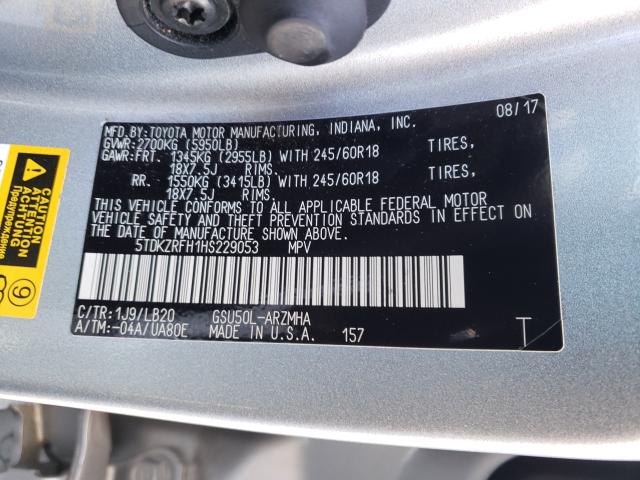 08/17
MFD.BY:TOYOTA MOTOR MANUFACTURING, INDIANA, INC.
GVWR:2700KG (5950LB)
GAWR:FRT. 1345KG (2955LB) WITH 245/60R18 TIRES,
18X7.5J RIMS.
RR. 1550KG (3415LB) WITH 245/60R18 TIRES,
18X7.5J RIMS.
THIS VEHICLE CONFORMS TO ALL APPLICABLE FEDERAL MOTOR
VEHICLE SAFETY AND THEFT PREVENTION STANDARDS IN EFFECT ON
THE DATE OF MANUFACTURE SHOWN ABOVE.
5TDKZRFH1HS229053 MPV
C/TR:1J9/LB20 GSU50L-ARZMHA
A/TM:-04A/UA80E MADE IN U.S.A. 157
T
CAUTION
ATTENTION
ACHTUNG
Предупреждение
9